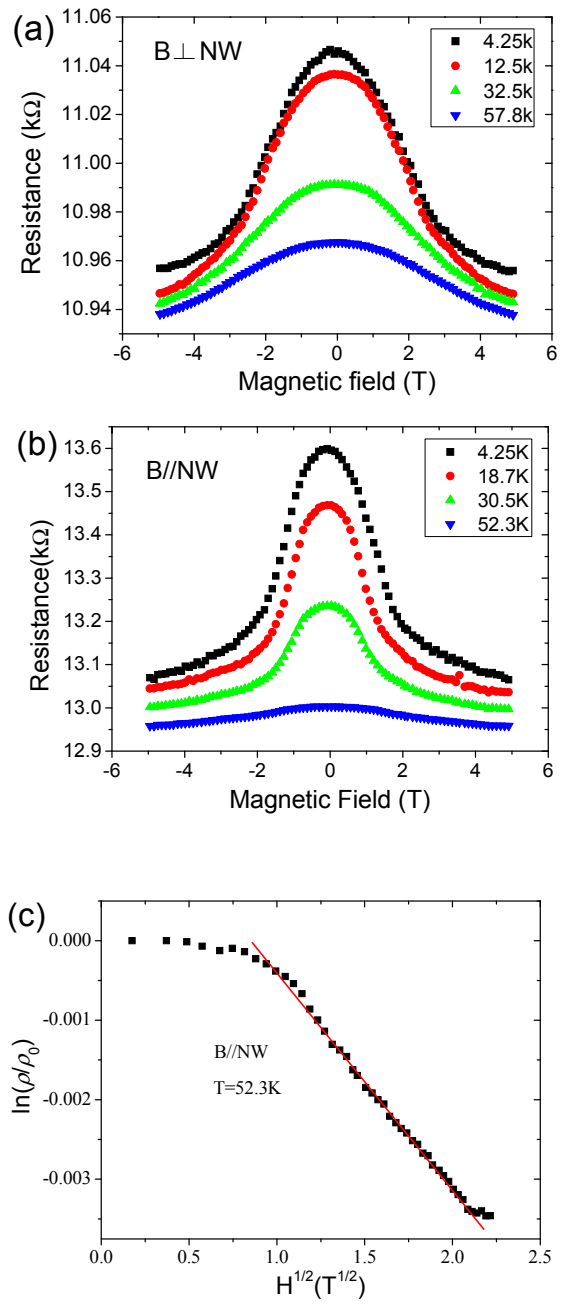 (a)
B⊥NW
4.25k
12.5k
32.5k
57.8k
11.06
11.04
11.02
11.00
10.98
10.96
10.94
10.92
Resistance (kΩ)
-6 -4 -2 0 2 4 6
Magnetic field (T)
(b)
B//NW
4.25K
18.7K
30.5K
52.3K
13.6
13.5
13.4
13.3
13.2
13.1
13.0
12.9
Resistance(kΩ)
-6 -4 -2 0 2 4 6
Magnetic Field (T)
(c)
0.000
-0.001
-0.002
-0.003
ln(ρ/ρ₀)
B//NW
T=52.3K
0.0 0.5 1.0 1.5 2.0 2.5
H^1/2(T^1/2)